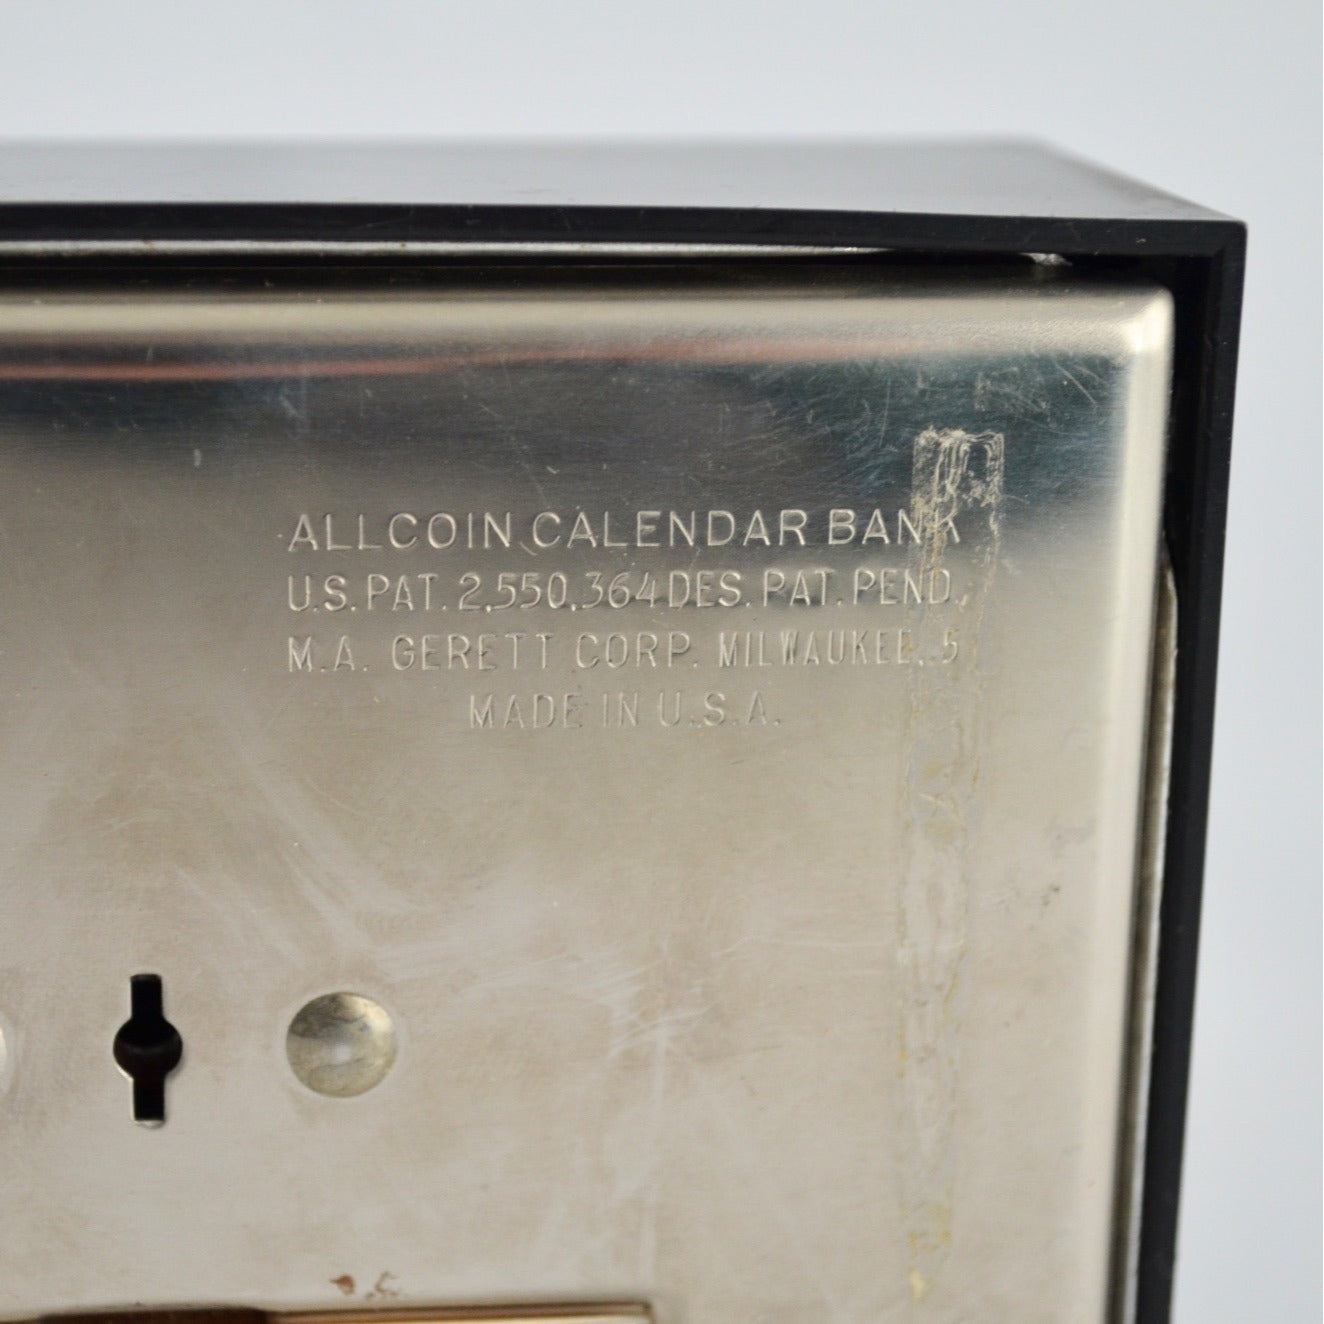 ALLCOIN CALENDAR BANK
U.S. PAT. 2,550,364 DES. PAT. PEND.
M.A. GERETT CORP. MILWAUKEE, 5
MADE IN U.S.A.